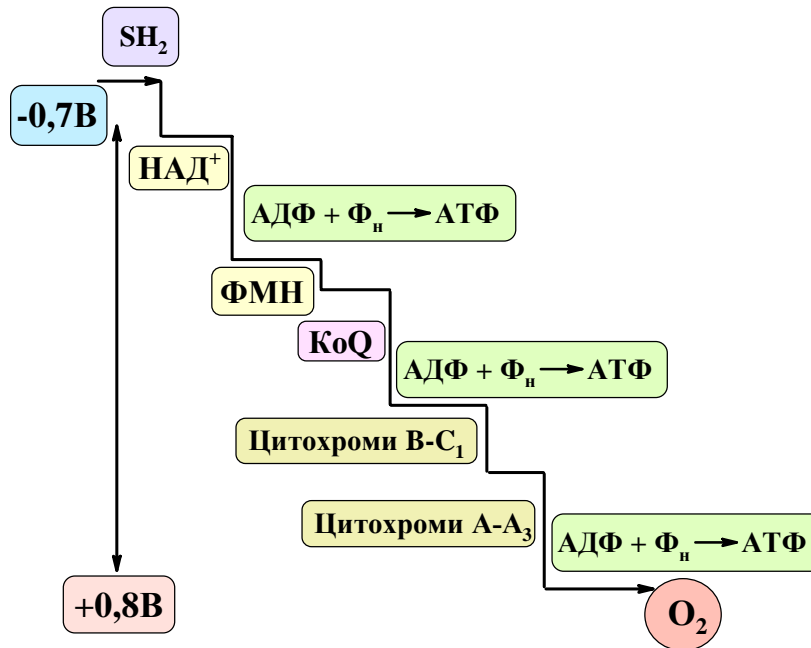 SH₂
-0,7В
НАД⁺
АДФ + Фн → АТФ
ФМН
КоQ
АДФ + Фн → АТФ
Цитохроми В-С₁
Цитохроми А-А₃
АДФ + Фн → АТФ
+0,8В
О₂